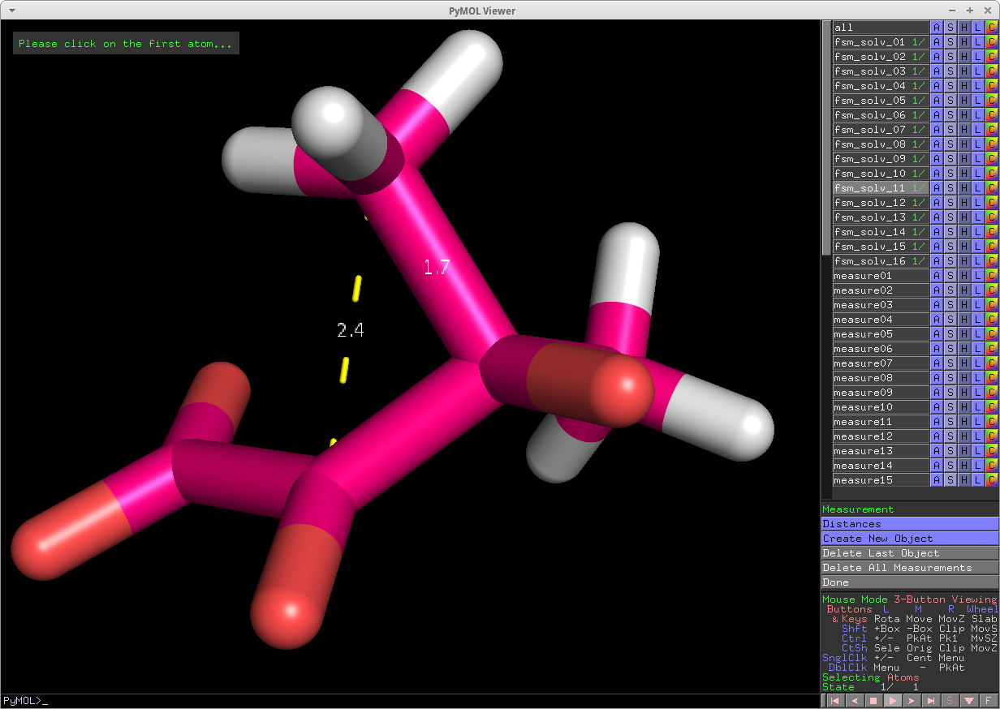 PyMOL Viewer
Please click on the first atom...
1.7
2.4
all A S H L C
fsm_solv_01 1/ A S H L C
fsm_solv_02 1/ A S H L C
fsm_solv_03 1/ A S H L C
fsm_solv_04 1/ A S H L C
fsm_solv_05 1/ A S H L C
fsm_solv_06 1/ A S H L C
fsm_solv_07 1/ A S H L C
fsm_solv_08 1/ A S H L C
fsm_solv_09 1/ A S H L C
fsm_solv_10 1/ A S H L C
fsm_solv_11 1/ A S H L C
fsm_solv_12 1/ A S H L C
fsm_solv_13 1/ A S H L C
fsm_solv_14 1/ A S H L C
fsm_solv_15 1/ A S H L C
fsm_solv_16 1/ A S H L C
measure01 A S H L C
measure02 A S H L C
measure03 A S H L C
measure04 A S H L C
measure05 A S H L C
measure06 A S H L C
measure07 A S H L C
measure08 A S H L C
measure09 A S H L C
measure10 A S H L C
measure11 A S H L C
measure12 A S H L C
measure13 A S H L C
measure14 A S H L C
measure15 A S H L C
Measurement
Distances
Create New Object
Delete Last Object
Delete All Measurements
Done
Mouse Mode 3-Button Viewing
Buttons L M R Wheel
& Keys Rota Move MovZ Slab
Shft +Box -Box Clip MovS
Ctrl +/- PkAt Pk1 MvSZ
CtSh Sele Orig Clip MovZ
SnglClk +/- Cent Menu
DblClk Menu - PkAt
Selecting Atoms
State 1/ 1
S F
PyMOL>_